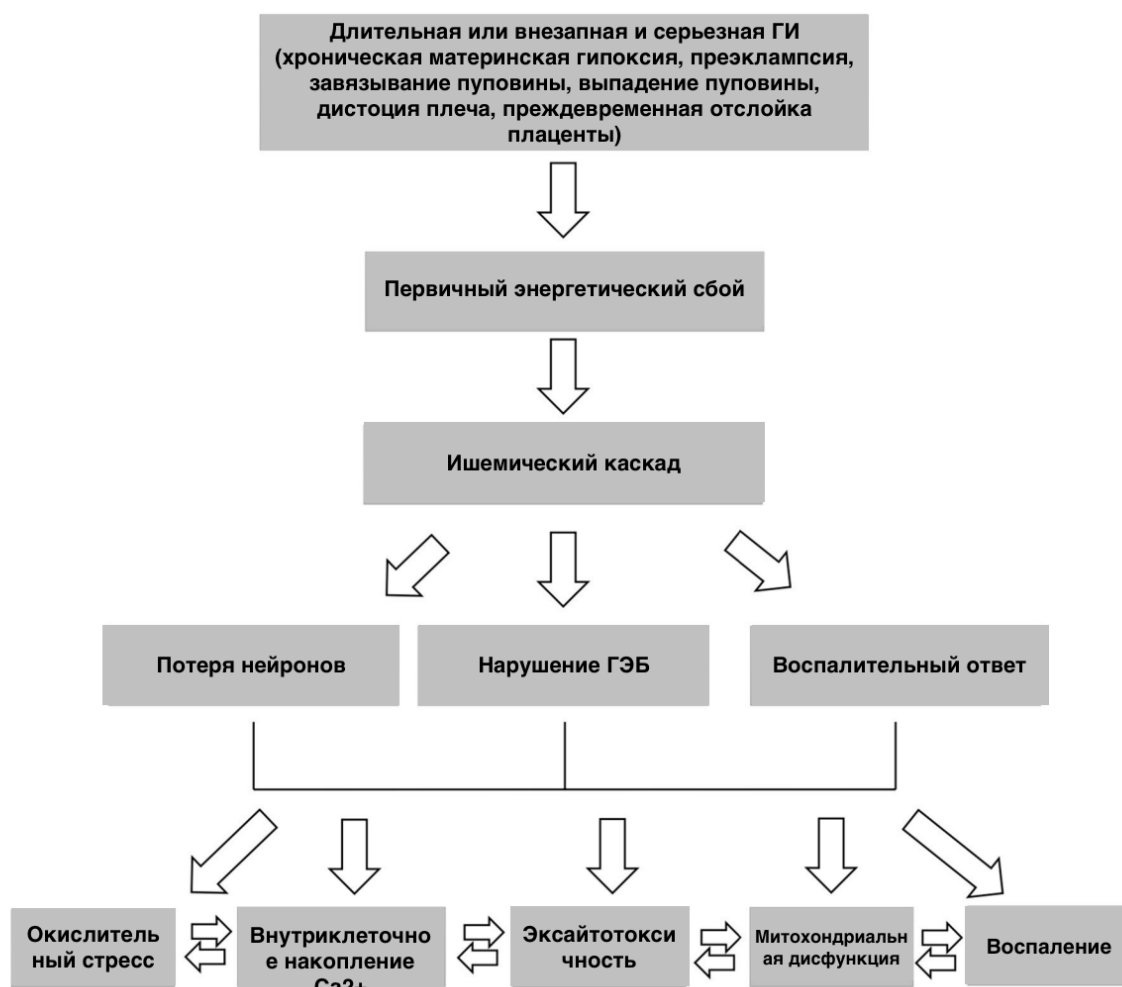 Длительная или внезапная и серьезная ГИ
(хроническая материнская гипоксия, преэклампсия,
завязывание пуповины, выпадение пуповины,
дистоция плеча, преждевременная отслойка
плаценты)
Первичный энергетический сбой
Ишемический каскад
Потеря нейронов
Нарушение ГЭБ
Воспалительный ответ
Окислитель
ный стресс
Внутриклеточно
е накопление
Ca2+
Эксайтотокси
чность
Митохондриальн
ая дисфункция
Воспаление